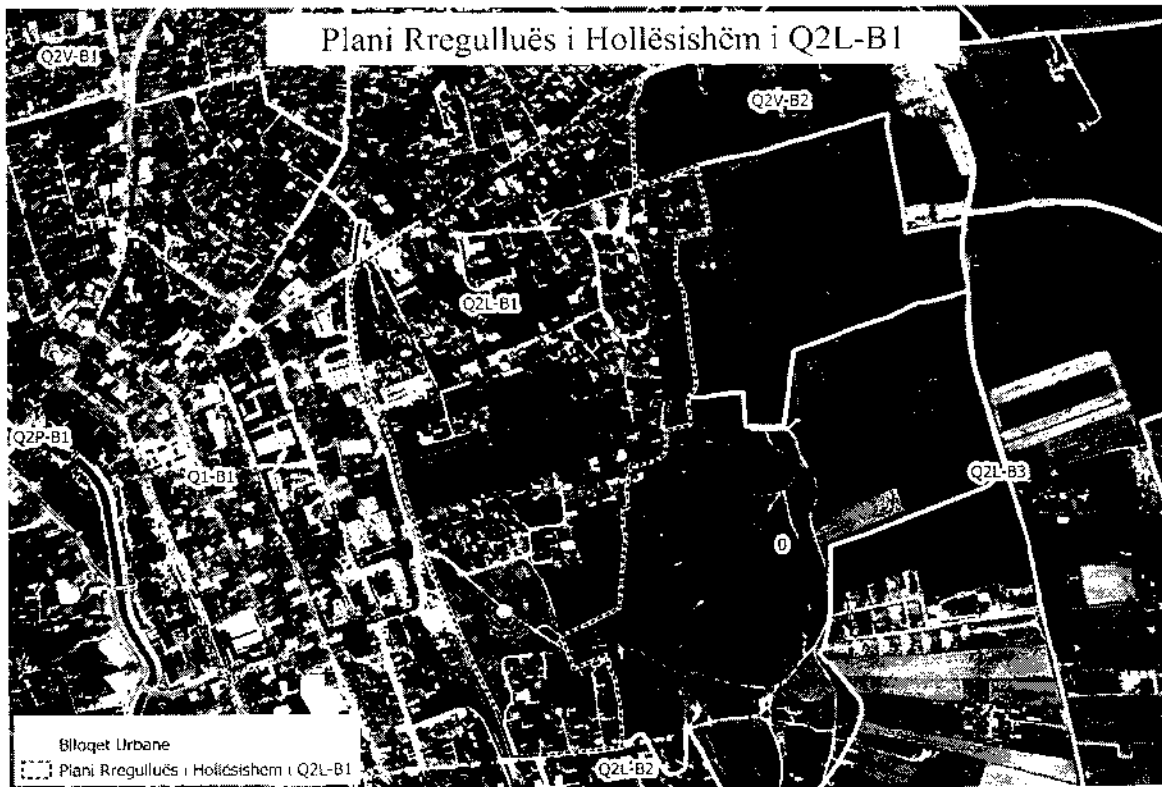 Plani Rregullues i Hollësishëm i Q2L-B1
Q2V-B1
Q2V-B2
Q2L-B1
Q2P-B1
Q1-B1
Q2L-B3
0
Blloqet Urbane
Plani Rregullues i Hollësishëm i Q2L-B1
Q2L-B2